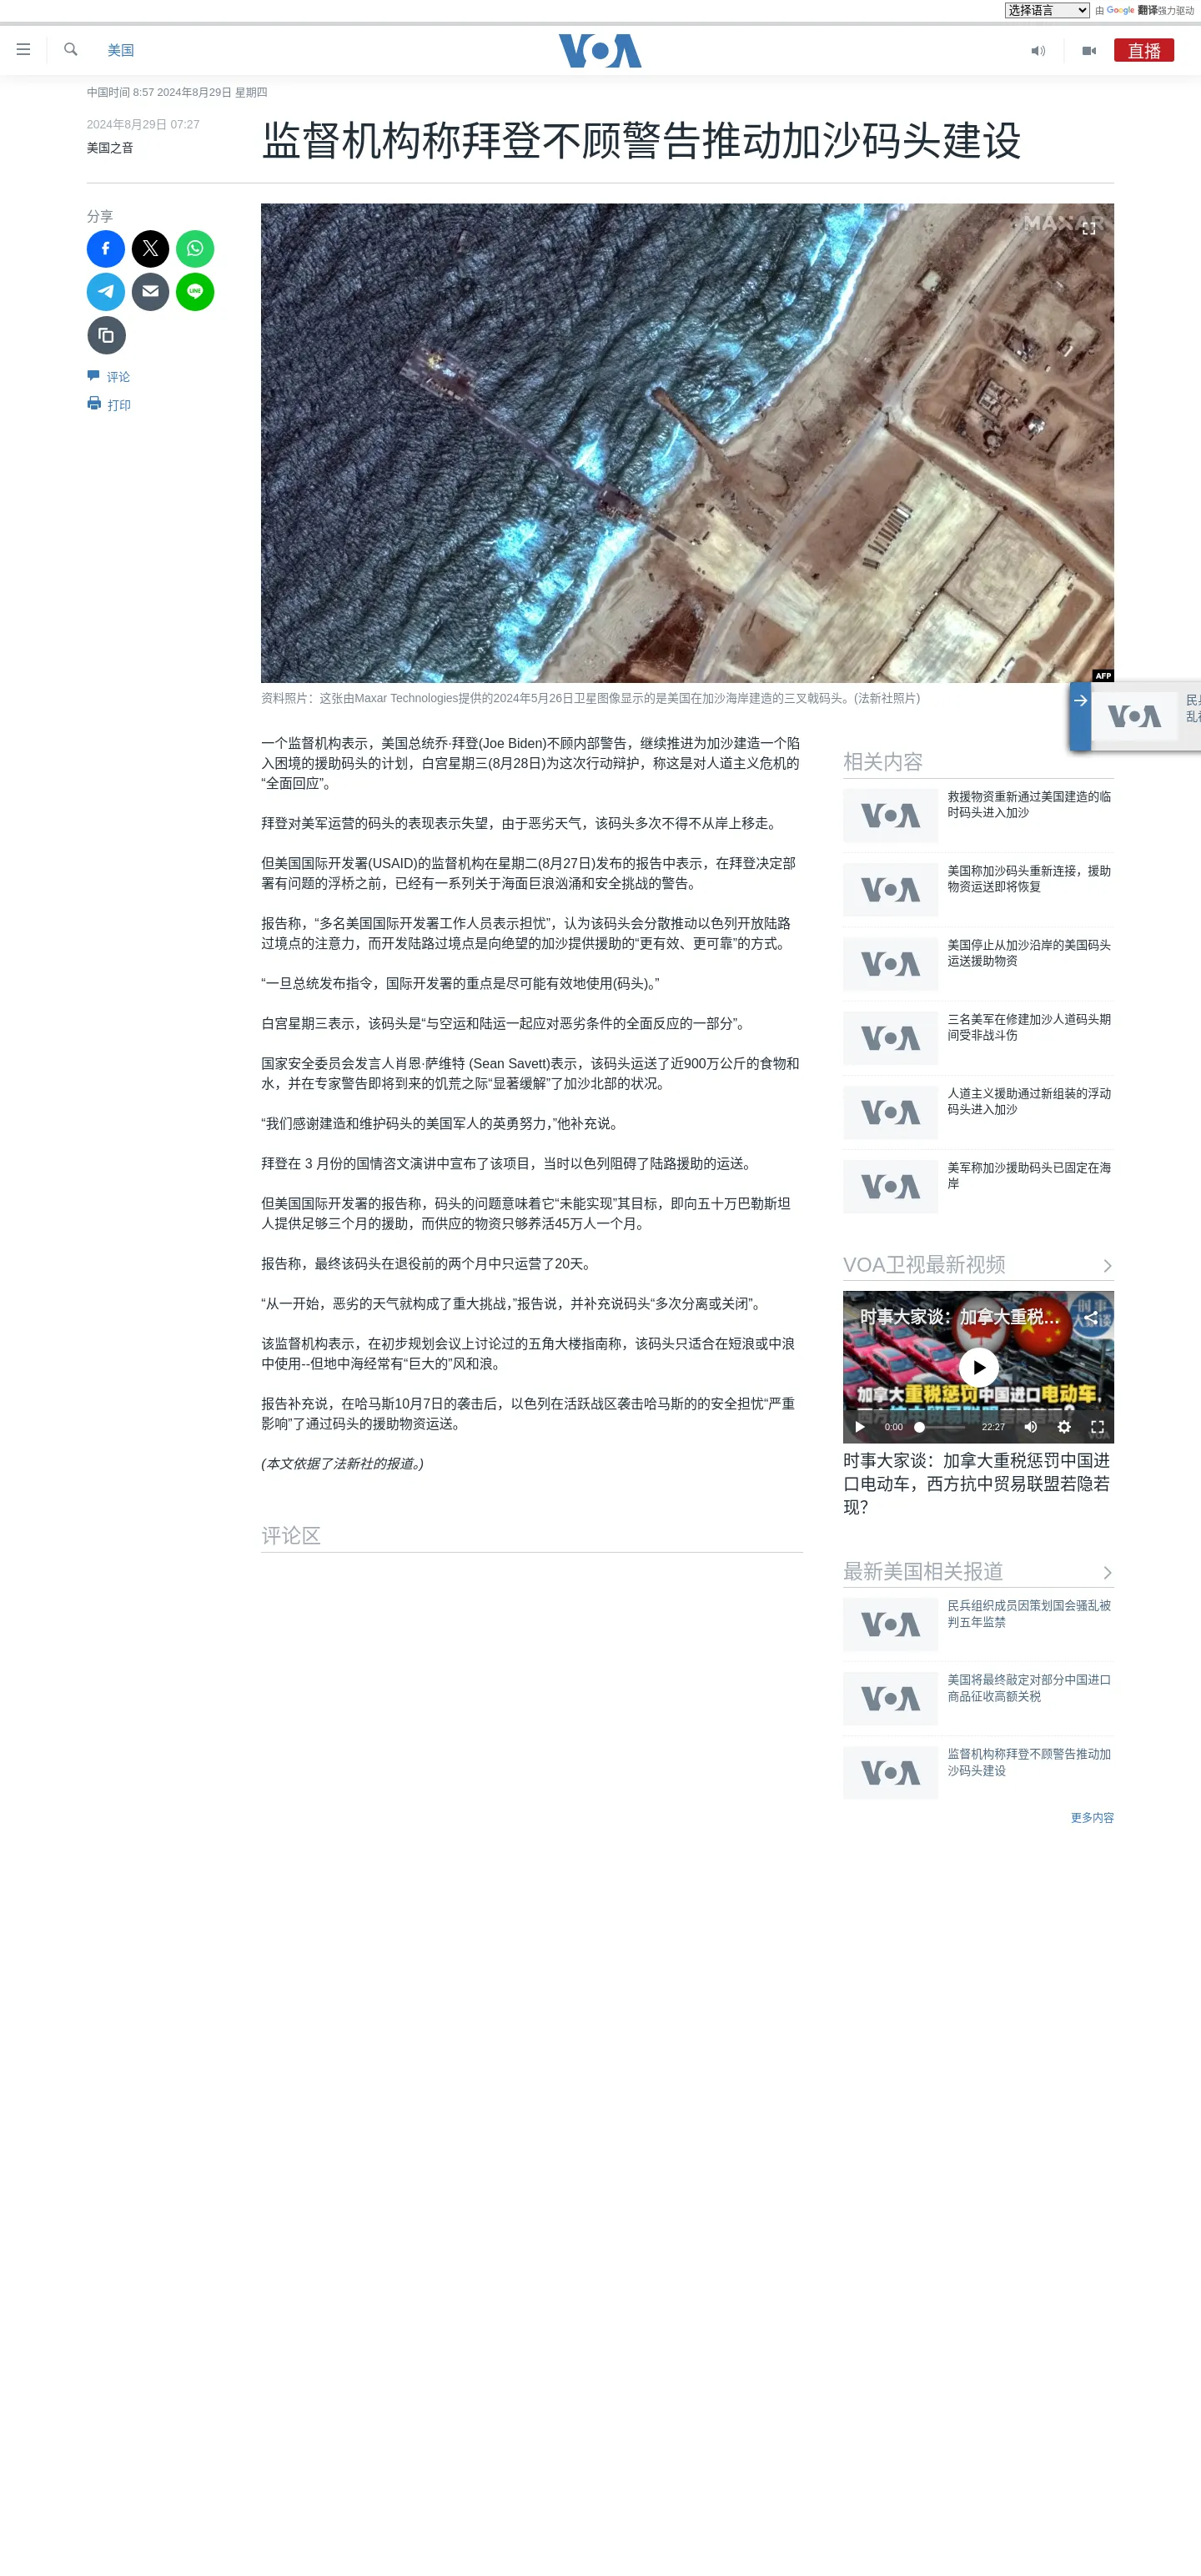 选择语言
由 Google 翻译强力驱动
美国
VOA
直播
中国时间 8:57 2024年8月29日 星期四
2024年8月29日 07:27
美国之音
监督机构称拜登不顾警告推动加沙码头建设
分享
评论
打印
MAXAR
AFP
资料照片：这张由Maxar Technologies提供的2024年5月26日卫星图像显示的是美国在加沙海岸建造的三叉戟码头。(法新社照片)
一个监督机构表示，美国总统乔·拜登(Joe Biden)不顾内部警告，继续推进为加沙建造一个陷
入困境的援助码头的计划，白宫星期三(8月28日)为这次行动辩护，称这是对人道主义危机的
“全面回应”。
拜登对美军运营的码头的表现表示失望，由于恶劣天气，该码头多次不得不从岸上移走。
但美国国际开发署(USAID)的监督机构在星期二(8月27日)发布的报告中表示，在拜登决定部
署有问题的浮桥之前，已经有一系列关于海面巨浪汹涌和安全挑战的警告。
报告称，“多名美国国际开发署工作人员表示担忧”，认为该码头会分散推动以色列开放陆路
过境点的注意力，而开发陆路过境点是向绝望的加沙提供援助的“更有效、更可靠”的方式。
“一旦总统发布指令，国际开发署的重点是尽可能有效地使用(码头)。”
白宫星期三表示，该码头是“与空运和陆运一起应对恶劣条件的全面反应的一部分”。
国家安全委员会发言人肖恩·萨维特 (Sean Savett)表示，该码头运送了近900万公斤的食物和
水，并在专家警告即将到来的饥荒之际“显著缓解”了加沙北部的状况。
“我们感谢建造和维护码头的美国军人的英勇努力，”他补充说。
拜登在 3 月份的国情咨文演讲中宣布了该项目，当时以色列阻碍了陆路援助的运送。
但美国国际开发署的报告称，码头的问题意味着它“未能实现”其目标，即向五十万巴勒斯坦
人提供足够三个月的援助，而供应的物资只够养活45万人一个月。
报告称，最终该码头在退役前的两个月中只运营了20天。
“从一开始，恶劣的天气就构成了重大挑战，”报告说，并补充说码头“多次分离或关闭”。
该监督机构表示，在初步规划会议上讨论过的五角大楼指南称，该码头只适合在短浪或中浪
中使用--但地中海经常有“巨大的”风和浪。
报告补充说，在哈马斯10月7日的袭击后，以色列在活跃战区袭击哈马斯的的安全担忧“严重
影响”了通过码头的援助物资运送。
(本文依据了法新社的报道。)
评论区
VOA
民兵
乱被
相关内容
VOA
救援物资重新通过美国建造的临
时码头进入加沙
VOA
美国称加沙码头重新连接，援助
物资运送即将恢复
VOA
美国停止从加沙沿岸的美国码头
运送援助物资
VOA
三名美军在修建加沙人道码头期
间受非战斗伤
VOA
人道主义援助通过新组装的浮动
码头进入加沙
VOA
美军称加沙援助码头已固定在海
岸
VOA卫视最新视频
时事大家谈：加拿大重税…
时事
大家谈
加拿大重税惩罚中国进口电动车，
0:00
22:27
VOA
时事大家谈：加拿大重税惩罚中国进
口电动车，西方抗中贸易联盟若隐若
现？
最新美国相关报道
VOA
民兵组织成员因策划国会骚乱被
判五年监禁
VOA
美国将最终敲定对部分中国进口
商品征收高额关税
VOA
监督机构称拜登不顾警告推动加
沙码头建设
更多内容